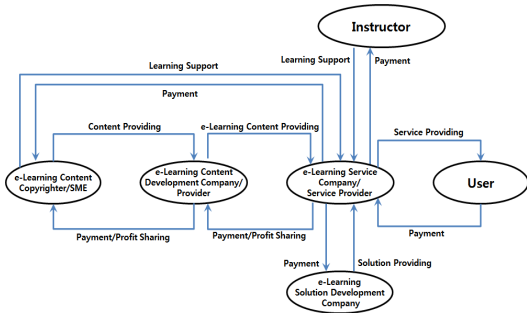 Instructor
Learning Support
Learning Support
Payment
Payment
Content Providing
e-Learning Content Providing
Service Providing
e-Learning Content
Copyrighter/SME
e-Learning Content
Development Company/
Provider
e-Learning Service
Company/
Service Provider
User
Payment/Profit Sharing
Payment/Profit Sharing
Payment
Payment
Solution Providing
e-Learning
Solution Development
Company